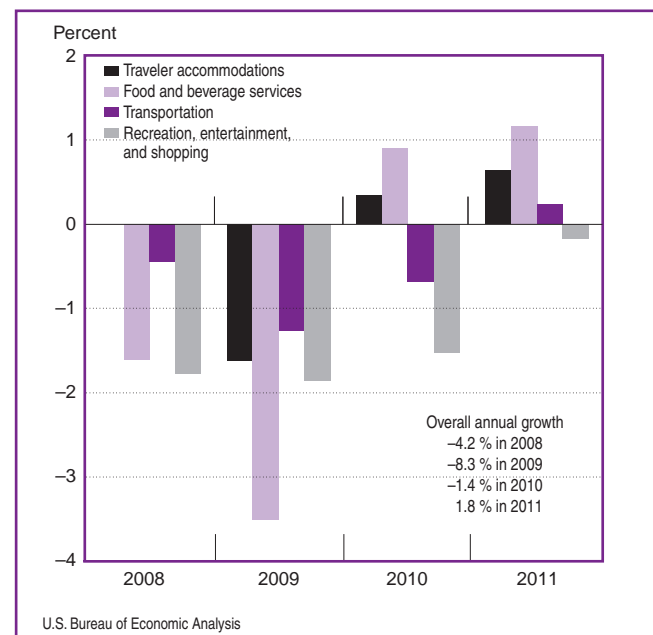 Percent
2
Traveler accommodations
Food and beverage services
Transportation
Recreation, entertainment,
and shopping
1
0
–1
–2
Overall annual growth
–4.2 % in 2008
–8.3 % in 2009
–1.4 % in 2010
1.8 % in 2011
–3
–4
2008 2009 2010 2011
U.S. Bureau of Economic Analysis